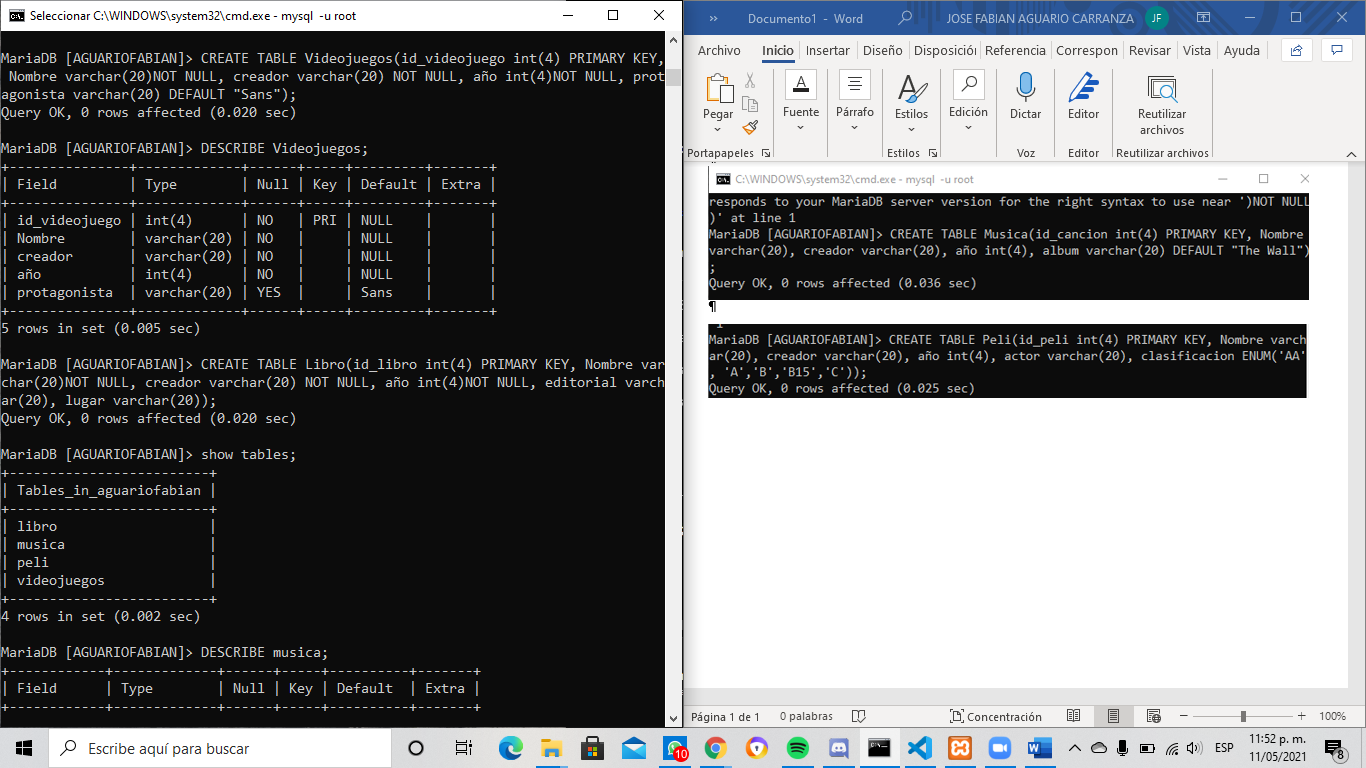 Seleccionar C:\WINDOWS\system32\cmd.exe - mysql  -u root
MariaDB [AGUARIOFABIAN]> CREATE TABLE Videojuegos(id_videojuego int(4) PRIMARY KEY,
 Nombre varchar(20)NOT NULL, creador varchar(20) NOT NULL, año int(4)NOT NULL, prot
agonista varchar(20) DEFAULT "Sans");
Query OK, 0 rows affected (0.020 sec)
MariaDB [AGUARIOFABIAN]> DESCRIBE Videojuegos;
+---------------+-------------+------+-----+---------+-------+
| Field         | Type        | Null | Key | Default | Extra |
+---------------+-------------+------+-----+---------+-------+
| id_videojuego | int(4)      | NO   | PRI | NULL    |       |
| Nombre        | varchar(20) | NO   |     | NULL    |       |
| creador       | varchar(20) | NO   |     | NULL    |       |
| año           | int(4)      | NO   |     | NULL    |       |
| protagonista  | varchar(20) | YES  |     | Sans    |       |
+---------------+-------------+------+-----+---------+-------+
5 rows in set (0.005 sec)
MariaDB [AGUARIOFABIAN]> CREATE TABLE Libro(id_libro int(4) PRIMARY KEY, Nombre var
char(20)NOT NULL, creador varchar(20) NOT NULL, año int(4)NOT NULL, editorial varch
ar(20), lugar varchar(20));
Query OK, 0 rows affected (0.020 sec)
MariaDB [AGUARIOFABIAN]> show tables;
+-------------------------+
| Tables_in_aguariofabian |
+-------------------------+
| libro                   |
| musica                  |
| peli                    |
| videojuegos             |
+-------------------------+
4 rows in set (0.002 sec)
MariaDB [AGUARIOFABIAN]> DESCRIBE musica;
+------------+-------------+------+-----+----------+-------+
| Field      | Type        | Null | Key | Default  | Extra |
+------------+-------------+------+-----+----------+-------+
Documento1 - Word
JOSE FABIAN AGUARIO CARRANZA
JF
Archivo Inicio Insertar Diseño Disposició Referencia Correspon Revisar Vista Ayuda
Pegar
Fuente
Párrafo
Estilos
Edición
Dictar
Editor
Reutilizar
archivos
Portapapeles
Estilos
Voz
Editor
Reutilizar archivos
C:\WINDOWS\system32\cmd.exe - mysql  -u root
responds to your MariaDB server version for the right syntax to use near ')NOT NULL
)' at line 1
MariaDB [AGUARIOFABIAN]> CREATE TABLE Musica(id_cancion int(4) PRIMARY KEY, Nombre
varchar(20), creador varchar(20), año int(4), album varchar(20) DEFAULT "The Wall")
;
Query OK, 0 rows affected (0.036 sec)
¶
MariaDB [AGUARIOFABIAN]> CREATE TABLE Peli(id_peli int(4) PRIMARY KEY, Nombre varch
ar(20), creador varchar(20), año int(4), actor varchar(20), clasificacion ENUM('AA'
, 'A','B','B15','C'));
Query OK, 0 rows affected (0.025 sec)
Página 1 de 1
0 palabras
Concentración
100%
Escribe aquí para buscar
10
ESP
11:52 p. m.
11/05/2021
8